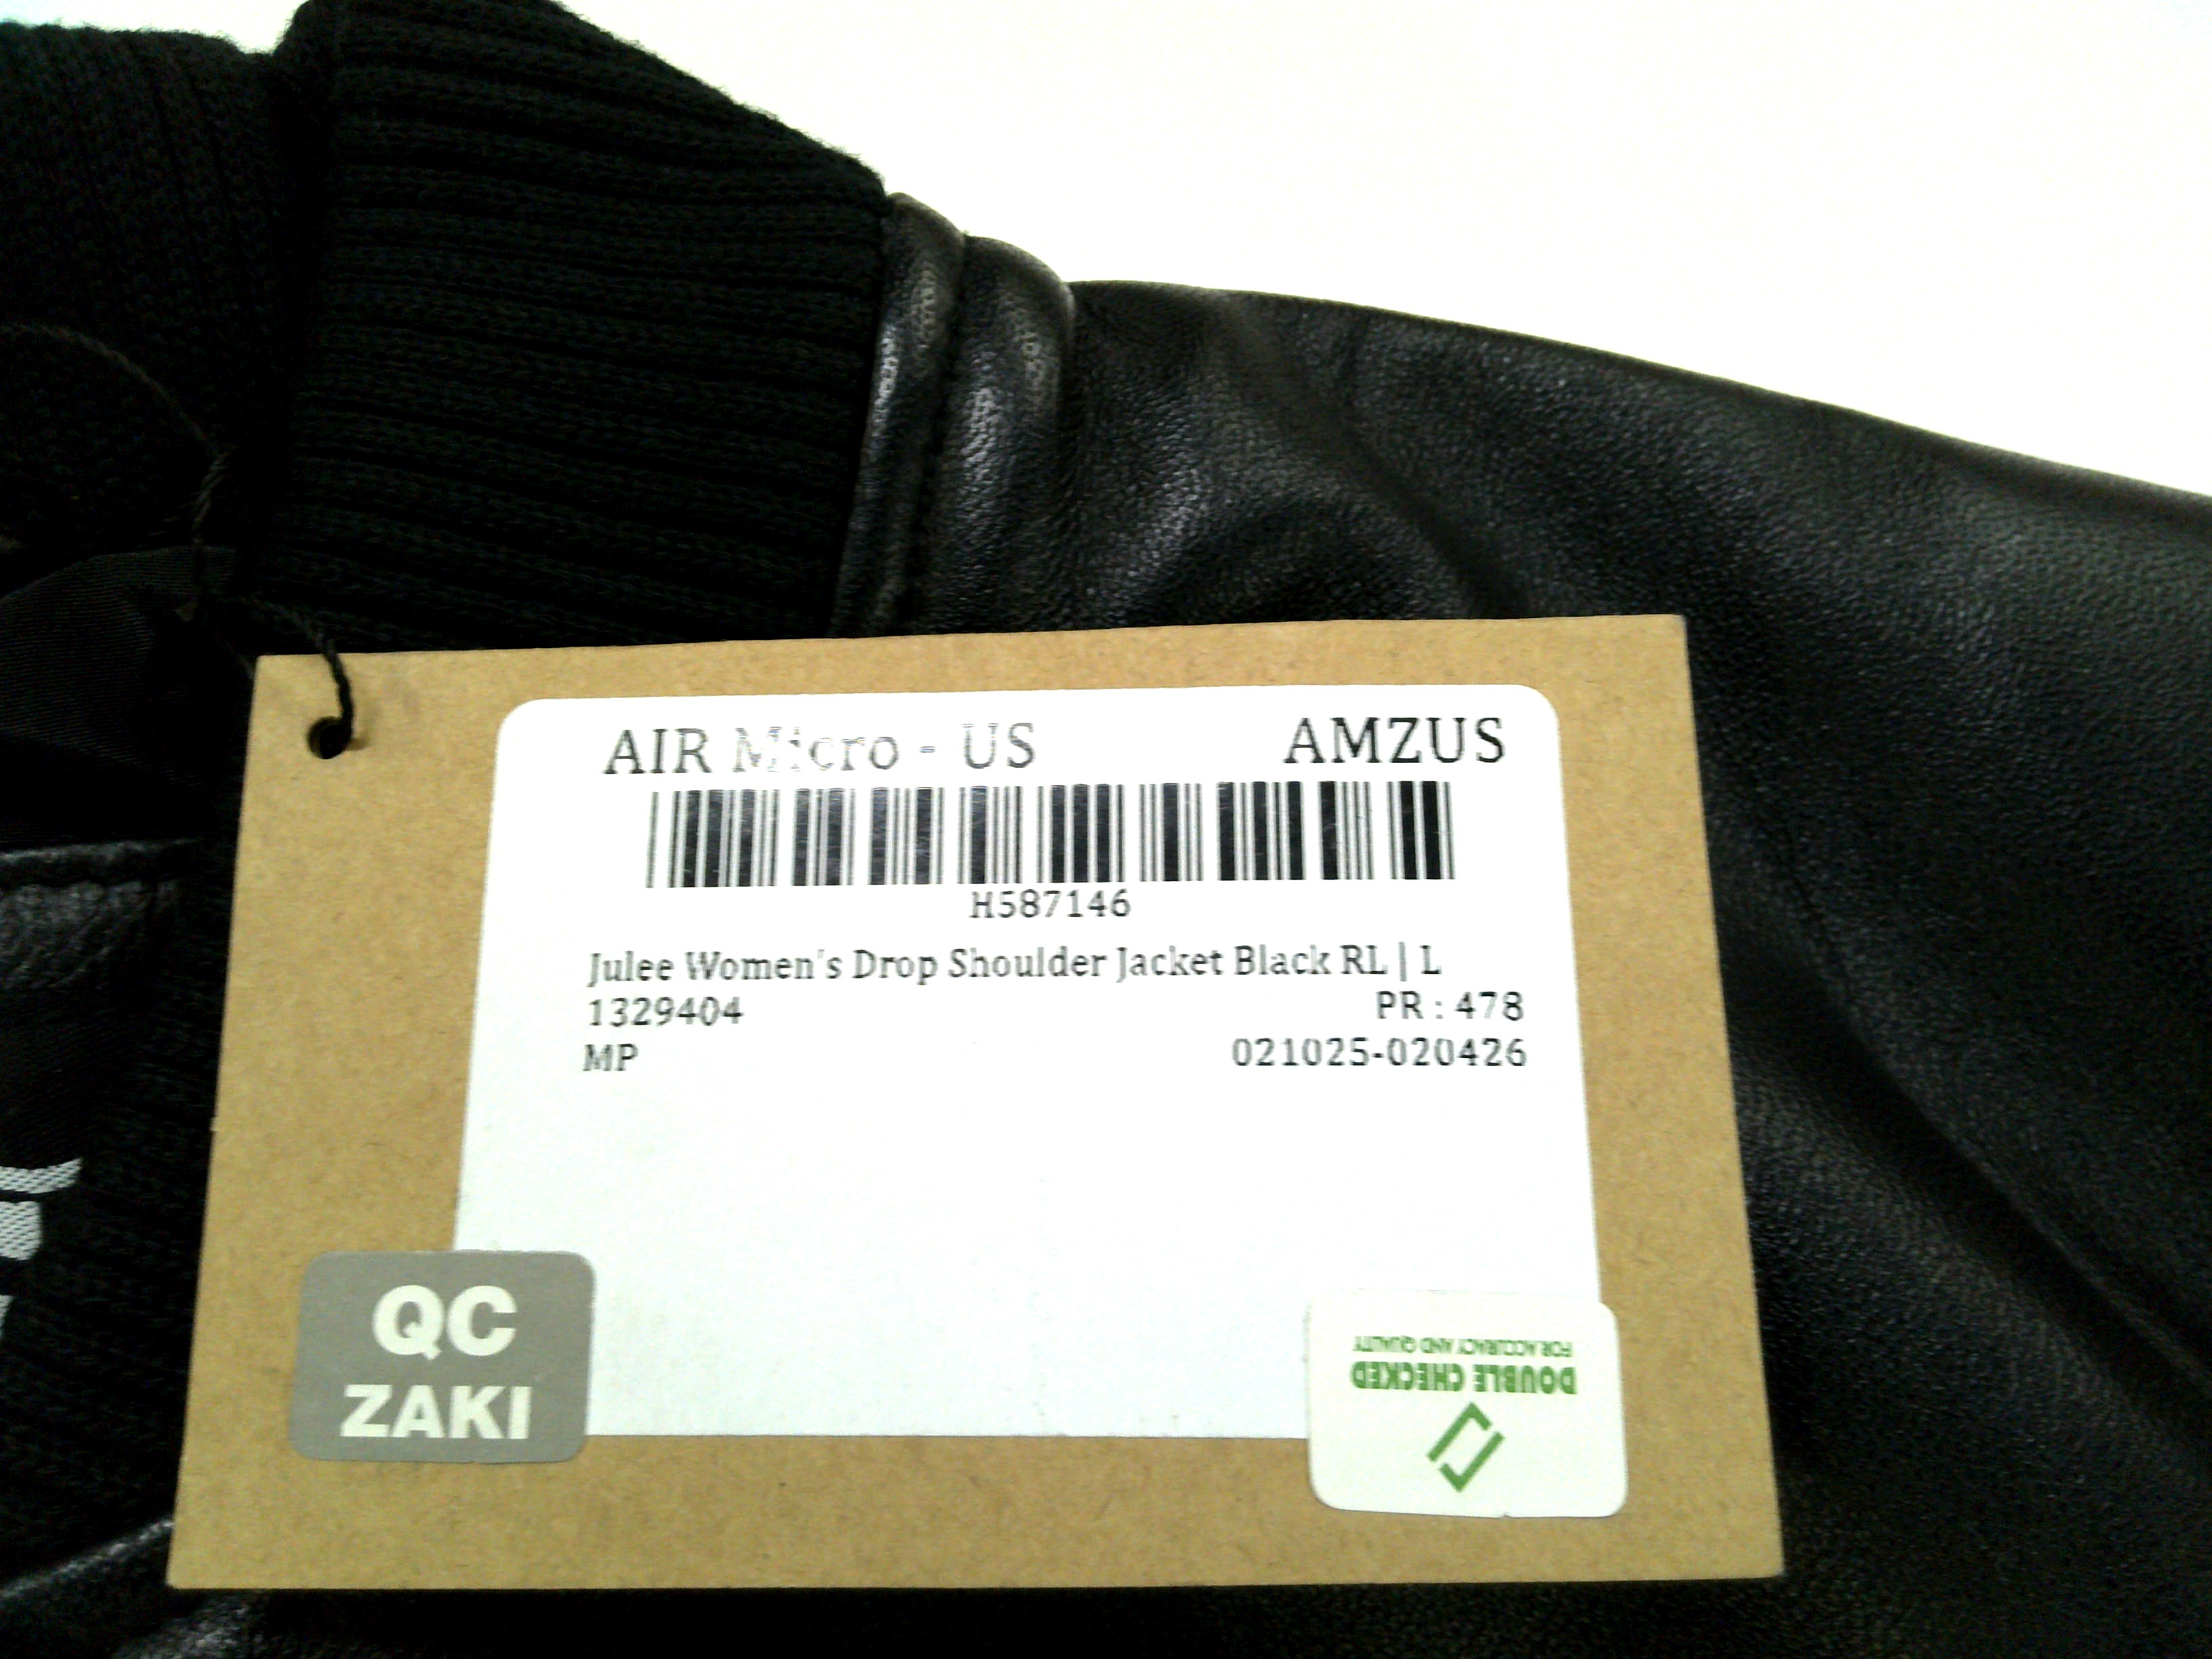 AIR Micro - US AMZUS
H587146
Julee Women's Drop Shoulder Jacket Black RL | L
1329404 PR : 478
MP 021025-020426
QC
ZAKI
DOUBLE CHECKED
FOR ACCURACY AND QUALITY